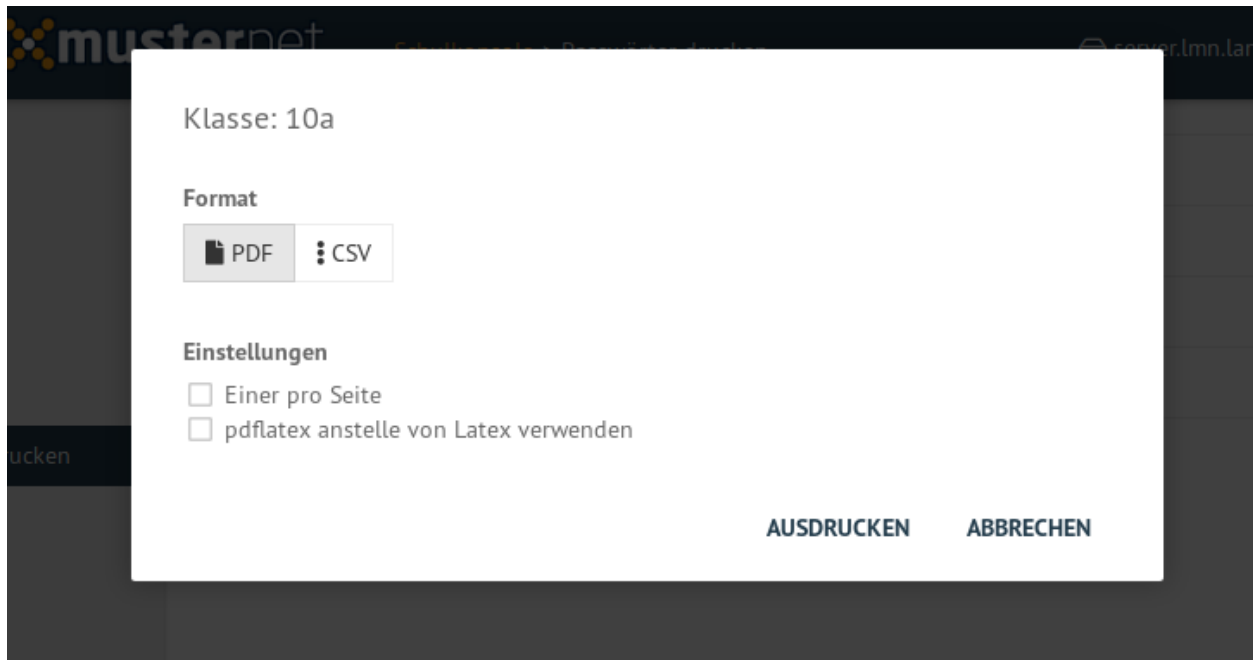 musternet
server.lmn.lan
Klasse: 10a
Format
PDF
CSV
Einstellungen
Einer pro Seite
pdflatex anstelle von Latex verwenden
ucken
AUSDRUCKEN ABBRECHEN